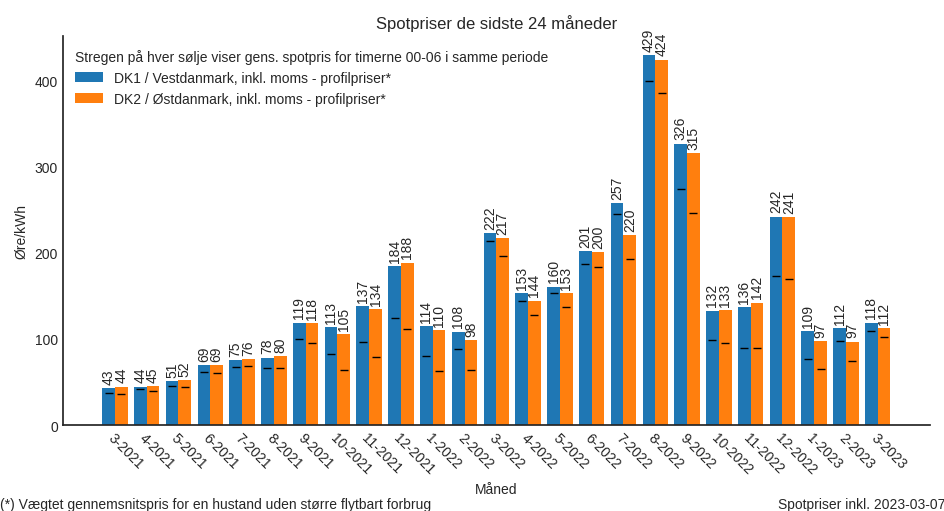 Spotpriser de sidste 24 måneder
Stregen på hver sølje viser gens. spotpris for timerne 00-06 i samme periode
DK1 / Vestdanmark, inkl. moms - profilpriser*
DK2 / Østdanmark, inkl. moms - profilpriser*
Øre/kWh
400
300
200
100
0
43 44 44 45 51 52 69 69 75 76 78 80 119 118 113 105 137 134 184 188 114 110 108 98 222 217 153 144 160 153 201 200 257 220 429 424 326 315 132 133 136 142 242 241 109 97 112 97 118 112
3-2021 4-2021 5-2021 6-2021 7-2021 8-2021 9-2021 10-2021 11-2021 12-2021 1-2022 2-2022 3-2022 4-2022 5-2022 6-2022 7-2022 8-2022 9-2022 10-2022 11-2022 12-2022 1-2023 2-2023 3-2023
Måned
(*) Vægtet gennemsnitspris for en hustand uden større flytbart forbrug
Spotpriser inkl. 2023-03-07